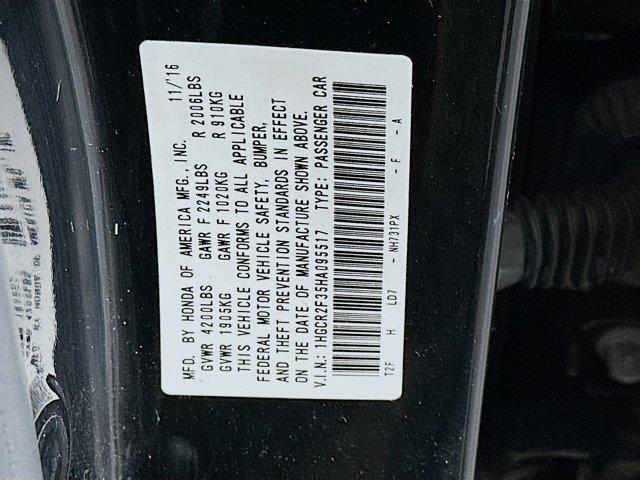 MFD. BY HONDA OF AMERICA MFG., INC. 11/'16
GVWR 4200LBS GAWR F 2249LBS R 2006LBS
GVWR 1905KG GAWR F 1020KG R 910KG
THIS VEHICLE CONFORMS TO ALL APPLICABLE
FEDERAL MOTOR VEHICLE SAFETY, BUMPER,
AND THEFT PREVENTION STANDARDS IN EFFECT
ON THE DATE OF MANUFACTURE SHOWN ABOVE.
V.I.N.: 1HGCR2F35HA095517 TYPE: PASSENGER CAR
T2F H LD7 - NH731PX - F - A